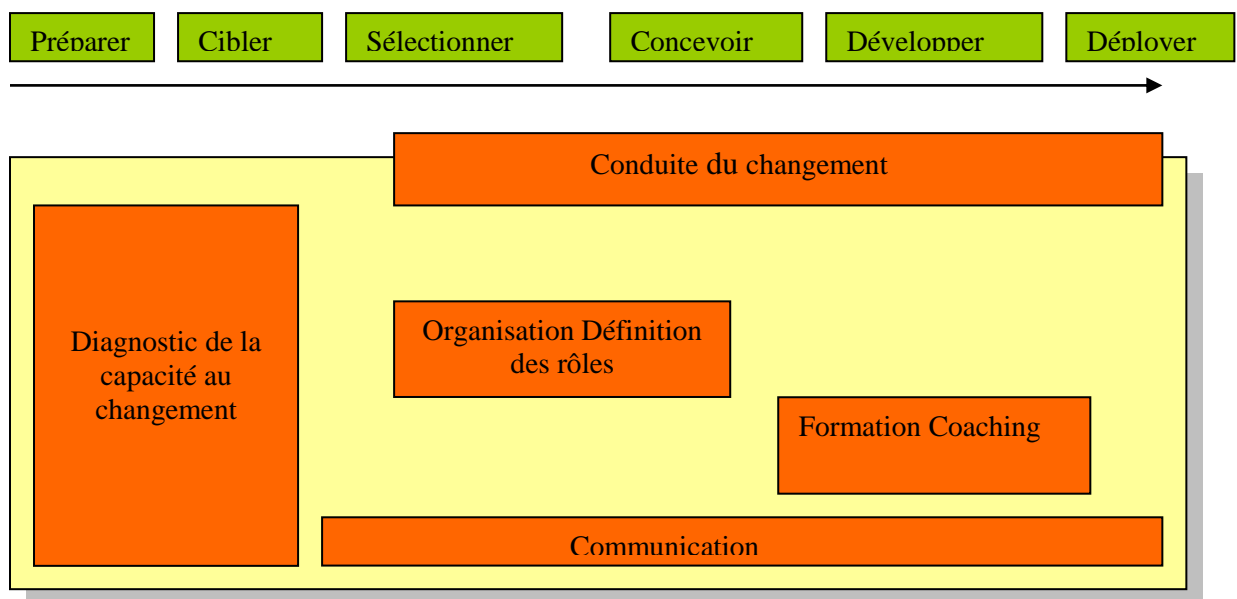 Préparer
Cibler
Sélectionner
Concevoir
Développer
Déployer
Conduite du changement
Diagnostic de la
capacité au
changement
Organisation Définition
des rôles
Formation Coaching
Communication